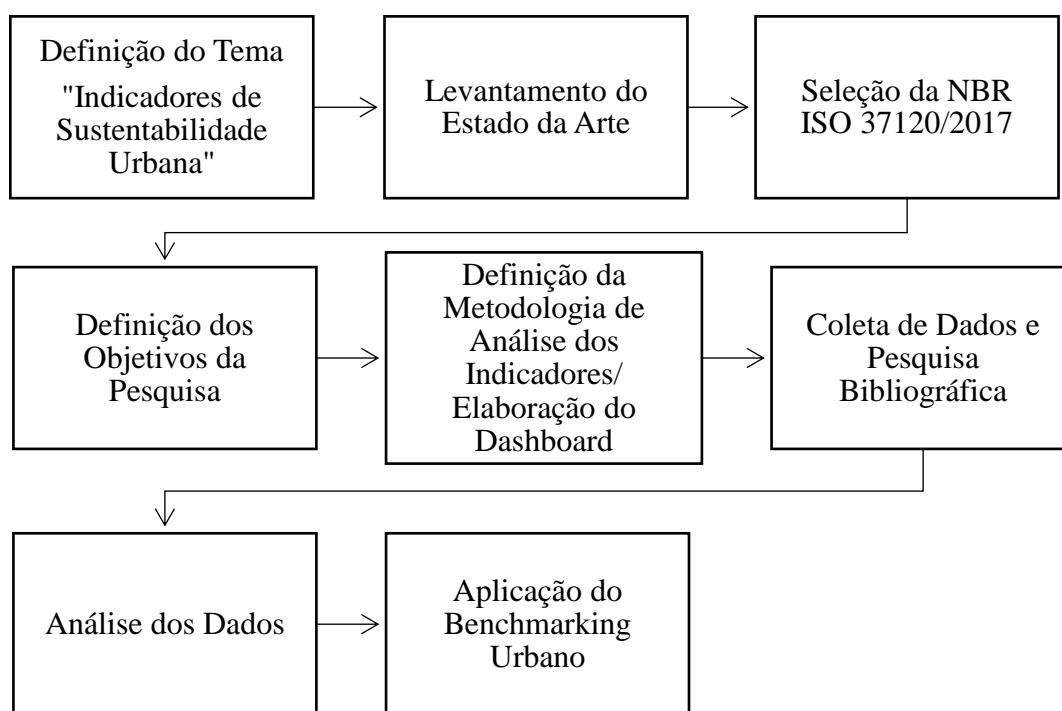 Definição do Tema
"Indicadores de
Sustentabilidade
Urbana"
Levantamento do
Estado da Arte
Seleção da NBR
ISO 37120/2017
Definição dos
Objetivos da
Pesquisa
Definição da
Metodologia de
Análise dos
Indicadores/
Elaboração do
Dashboard
Coleta de Dados e
Pesquisa
Bibliográfica
Análise dos Dados
Aplicação do
Benchmarking
Urbano